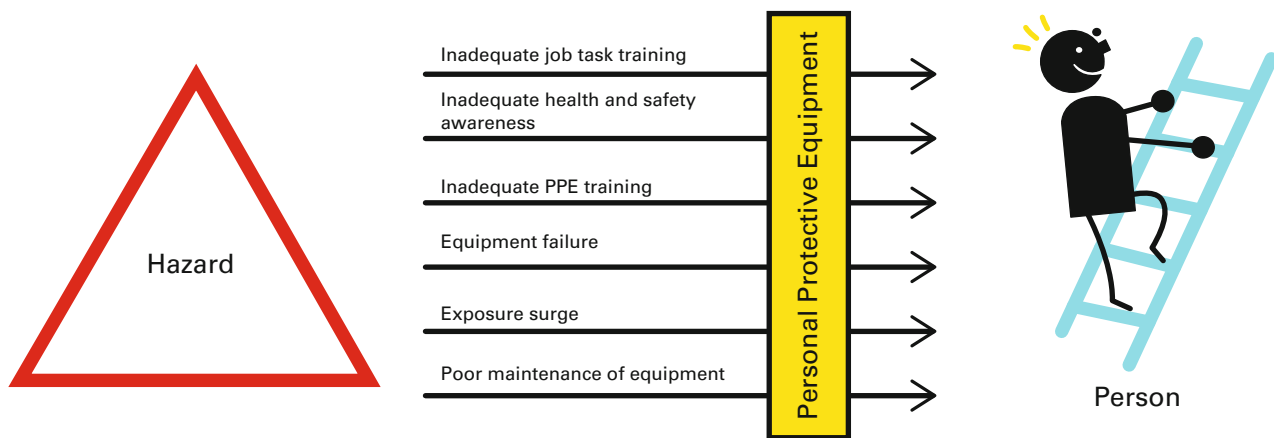 Hazard
Inadequate job task training
Inadequate health and safety
awareness
Inadequate PPE training
Equipment failure
Exposure surge
Poor maintenance of equipment
Personal Protective Equipment
Person